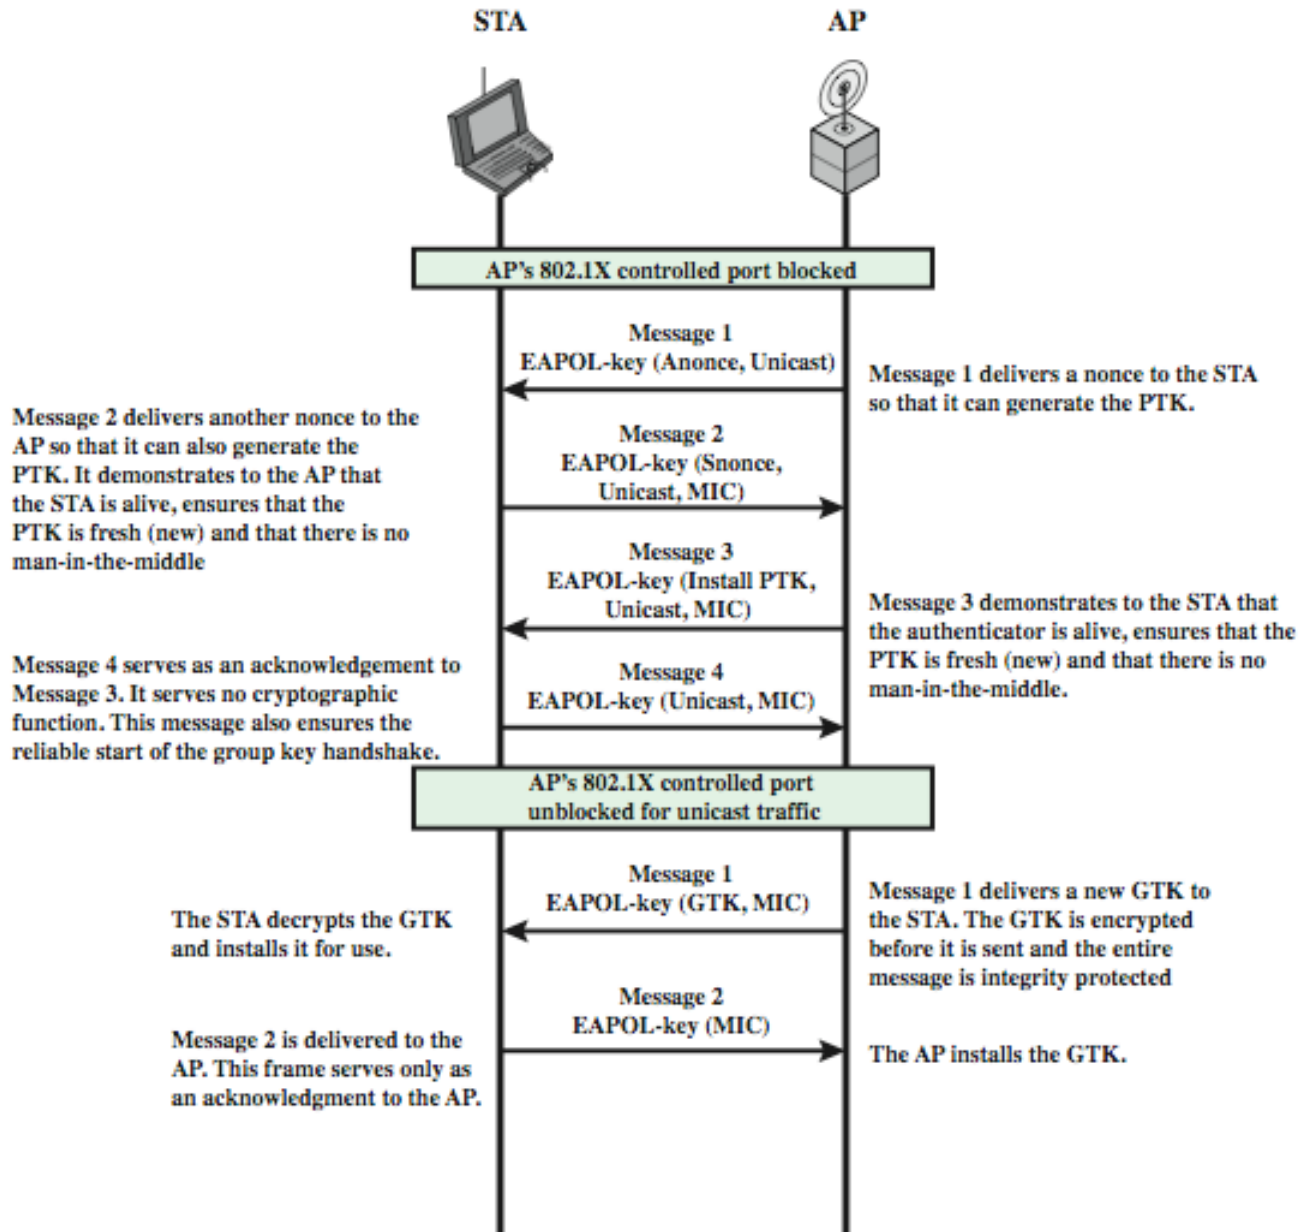 STA
AP
AP's 802.1X controlled port blocked
Message 1
EAPOL-key (Anonce, Unicast)
Message 1 delivers a nonce to the STA
so that it can generate the PTK.
Message 2 delivers another nonce to the
AP so that it can also generate the
PTK. It demonstrates to the AP that
the STA is alive, ensures that the
PTK is fresh (new) and that there is no
man-in-the-middle
Message 2
EAPOL-key (Snonce,
Unicast, MIC)
Message 3
EAPOL-key (Install PTK,
Unicast, MIC)
Message 3 demonstrates to the STA that
the authenticator is alive, ensures that the
PTK is fresh (new) and that there is no
man-in-the-middle.
Message 4 serves as an acknowledgement to
Message 3. It serves no cryptographic
function. This message also ensures the
reliable start of the group key handshake.
Message 4
EAPOL-key (Unicast, MIC)
AP's 802.1X controlled port
unblocked for unicast traffic
Message 1
EAPOL-key (GTK, MIC)
Message 1 delivers a new GTK to
the STA. The GTK is encrypted
before it is sent and the entire
message is integrity protected
The STA decrypts the GTK
and installs it for use.
Message 2
EAPOL-key (MIC)
Message 2 is delivered to the
AP. This frame serves only as
an acknowledgment to the AP.
The AP installs the GTK.